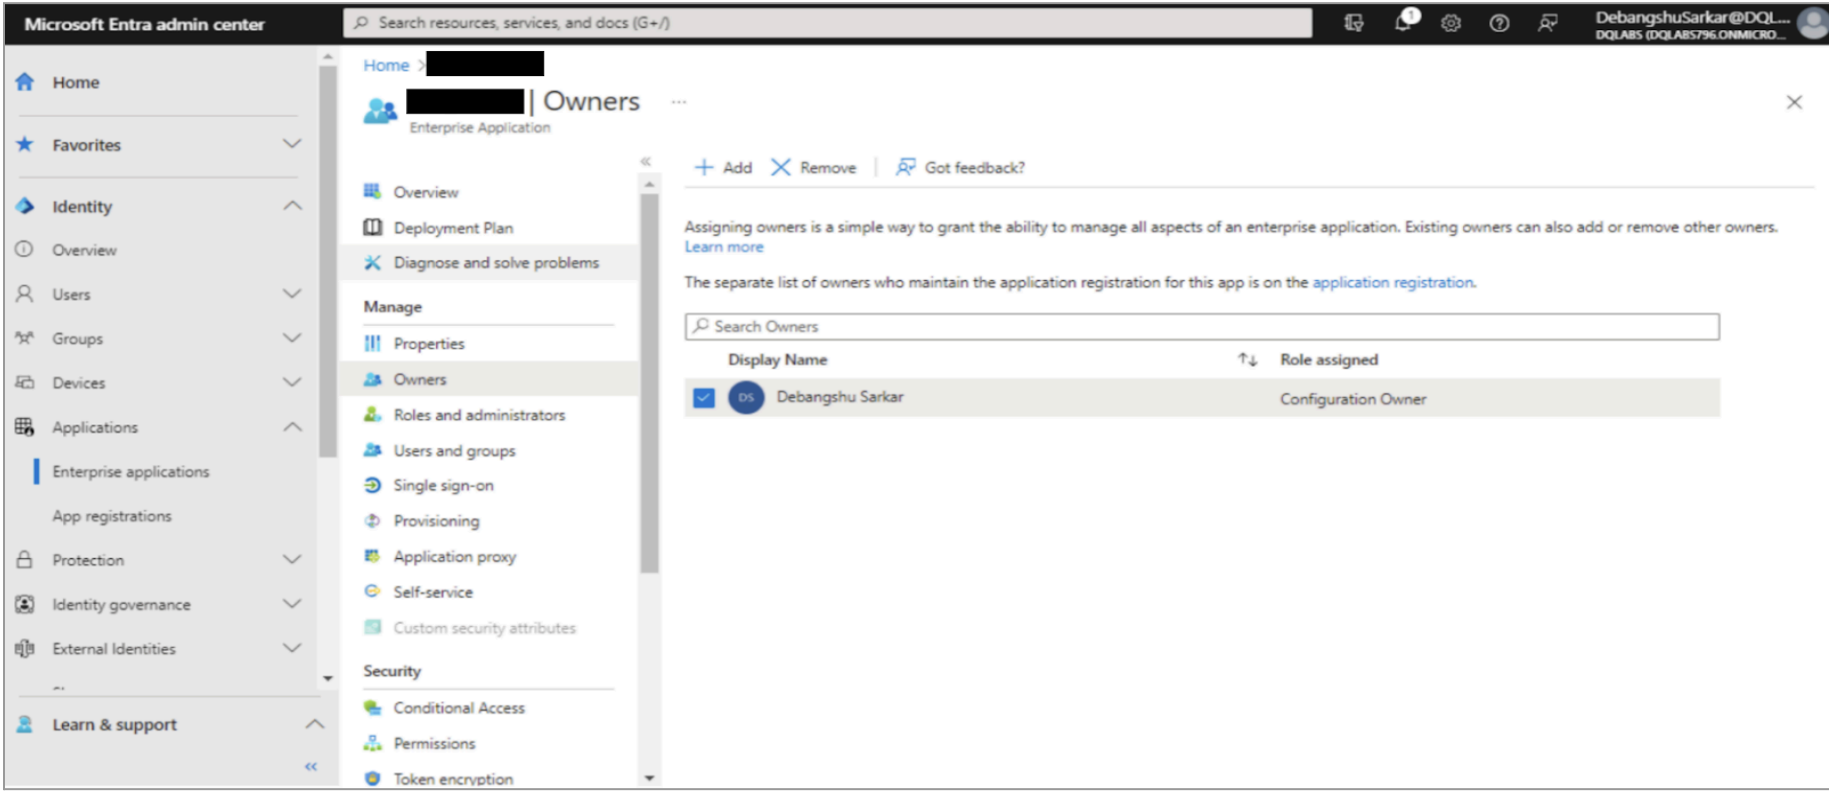 Microsoft Entra admin center
Search resources, services, and docs (G+/)
1
DebangshuSarkar@DQL...
DQLABS (DQLABS796.ONMICRO...
Home
Favorites
Identity
Overview
Users
Groups
Devices
Applications
Enterprise applications
App registrations
Protection
Identity governance
External Identities
Learn & support
Home >
| Owners ...
Enterprise Application
Overview
Deployment Plan
Diagnose and solve problems
Manage
Properties
Owners
Roles and administrators
Users and groups
Single sign-on
Provisioning
Application proxy
Self-service
Custom security attributes
Security
Conditional Access
Permissions
Token encryption
Add Remove | Got feedback?
Assigning owners is a simple way to grant the ability to manage all aspects of an enterprise application. Existing owners can also add or remove other owners.
Learn more
The separate list of owners who maintain the application registration for this app is on the application registration.
Search Owners
Display Name Role assigned
DS Debangshu Sarkar Configuration Owner